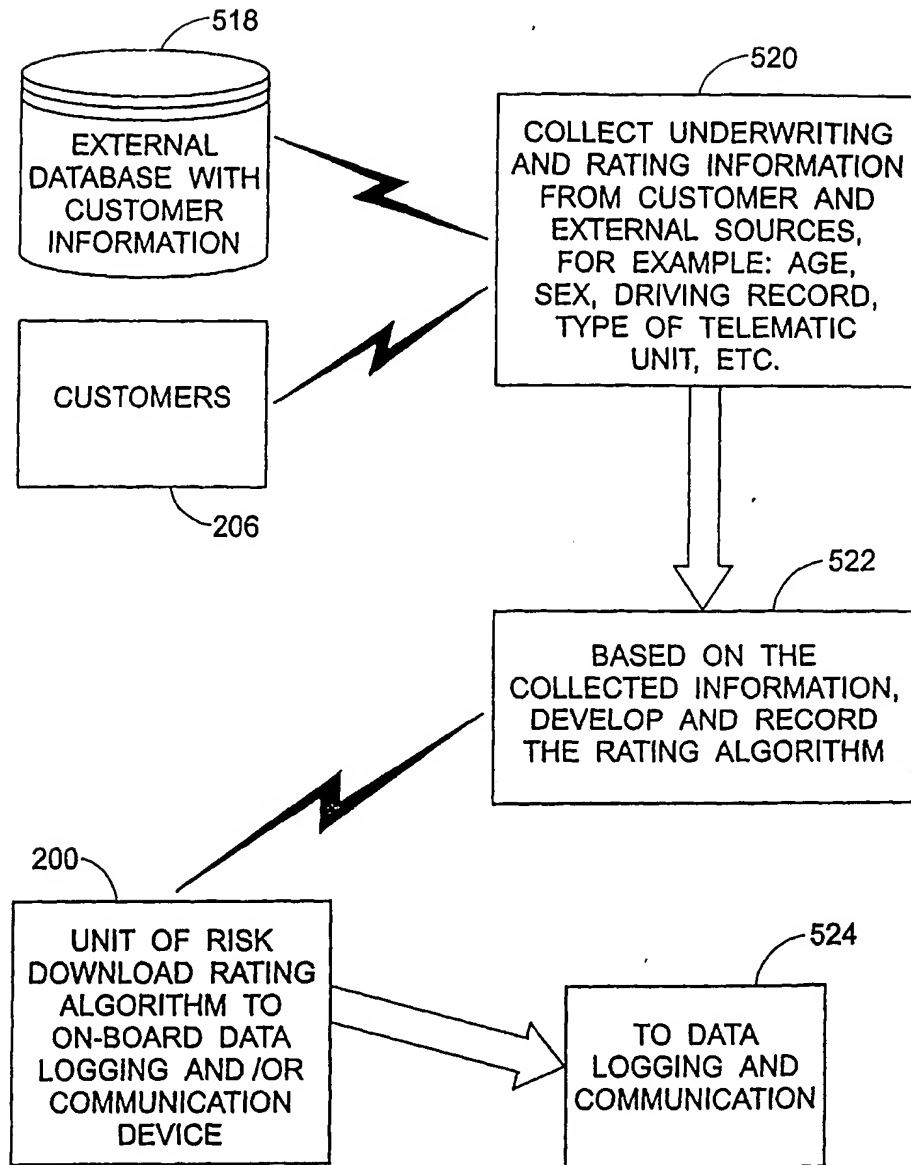 518
EXTERNAL
DATABASE WITH
CUSTOMER
INFORMATION
520
COLLECT UNDERWRITING
AND RATING INFORMATION
FROM CUSTOMER AND
EXTERNAL SOURCES,
FOR EXAMPLE: AGE,
SEX, DRIVING RECORD,
TYPE OF TELEMATIC
UNIT, ETC.
CUSTOMERS
206
522
BASED ON THE
COLLECTED INFORMATION,
DEVELOP AND RECORD
THE RATING ALGORITHM
200
UNIT OF RISK
DOWNLOAD RATING
ALGORITHM TO
ON-BOARD DATA
LOGGING AND /OR
COMMUNICATION
DEVICE
524
TO DATA
LOGGING AND
COMMUNICATION